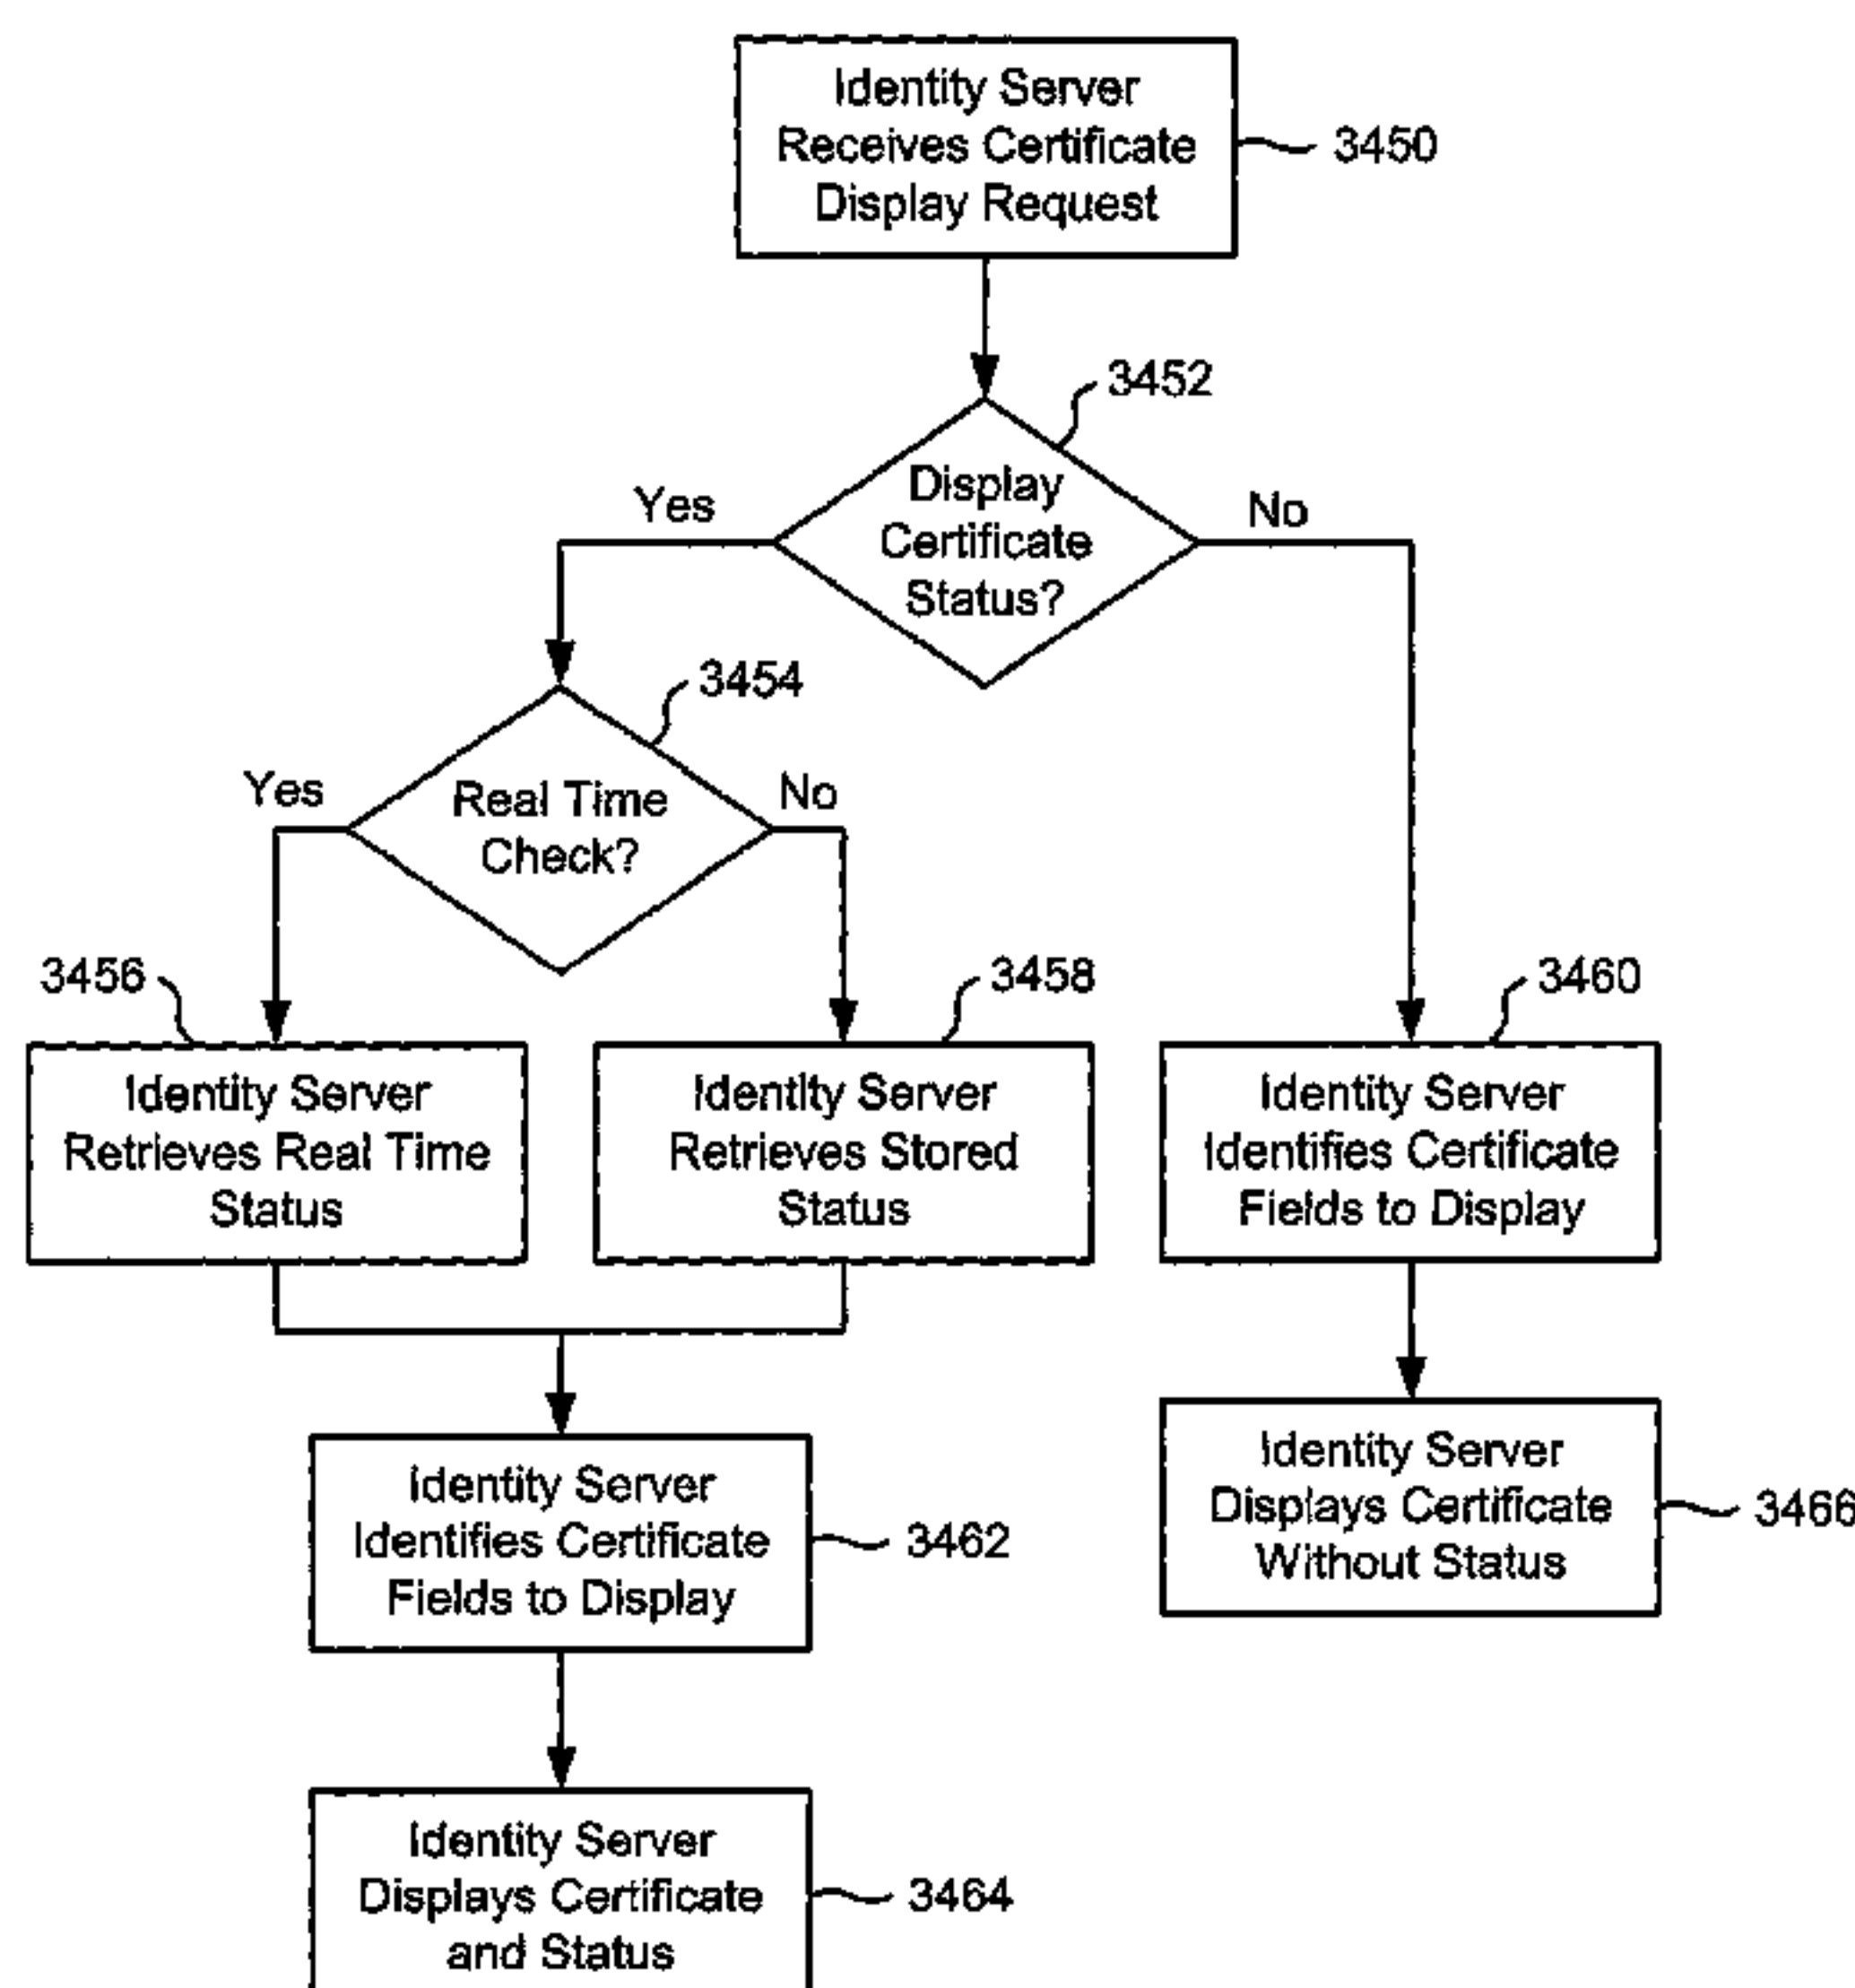 Identity Server
Receives Certificate
Display Request
3450
3452
Display
Certificate
Status?
Yes
No
3454
Real Time
Check?
Yes
No
3456
3458
3460
Identity Server
Retrieves Real Time
Status
Identity Server
Retrieves Stored
Status
Identity Server
Identifies Certificate
Fields to Display
Identity Server
Identifies Certificate
Fields to Display
3462
Identity Server
Displays Certificate
Without Status
3466
Identity Server
Displays Certificate
and Status
3464